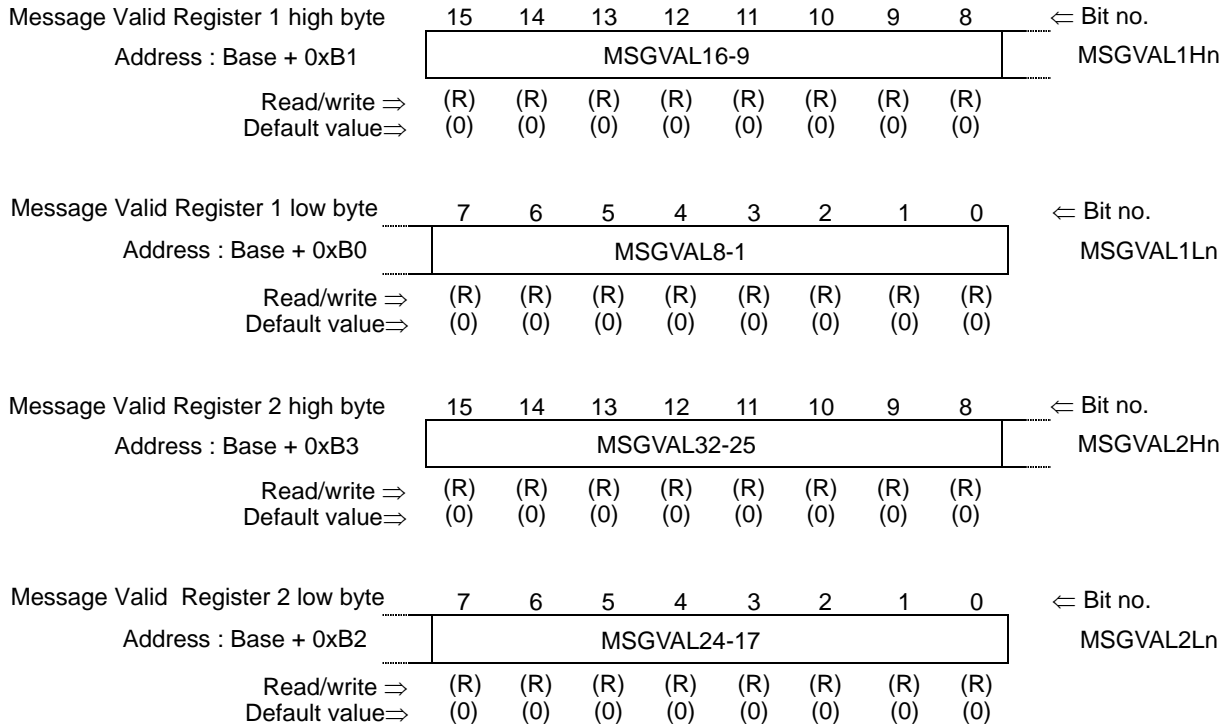 Message Valid Register 1 high byte 15 14 13 12 11 10 9 8 ⇐ Bit no.
Address : Base + 0xB1 MSGVAL16-9 MSGVAL1Hn
Read/write ⇒ (R) (R) (R) (R) (R) (R) (R) (R)
Default value⇒ (0) (0) (0) (0) (0) (0) (0) (0)
Message Valid Register 1 low byte 7 6 5 4 3 2 1 0 ⇐ Bit no.
Address : Base + 0xB0 MSGVAL8-1 MSGVAL1Ln
Read/write ⇒ (R) (R) (R) (R) (R) (R) (R) (R)
Default value⇒ (0) (0) (0) (0) (0) (0) (0) (0)
Message Valid Register 2 high byte 15 14 13 12 11 10 9 8 ⇐ Bit no.
Address : Base + 0xB3 MSGVAL32-25 MSGVAL2Hn
Read/write ⇒ (R) (R) (R) (R) (R) (R) (R) (R)
Default value⇒ (0) (0) (0) (0) (0) (0) (0) (0)
Message Valid Register 2 low byte 7 6 5 4 3 2 1 0 ⇐ Bit no.
Address : Base + 0xB2 MSGVAL24-17 MSGVAL2Ln
Read/write ⇒ (R) (R) (R) (R) (R) (R) (R) (R)
Default value⇒ (0) (0) (0) (0) (0) (0) (0) (0)